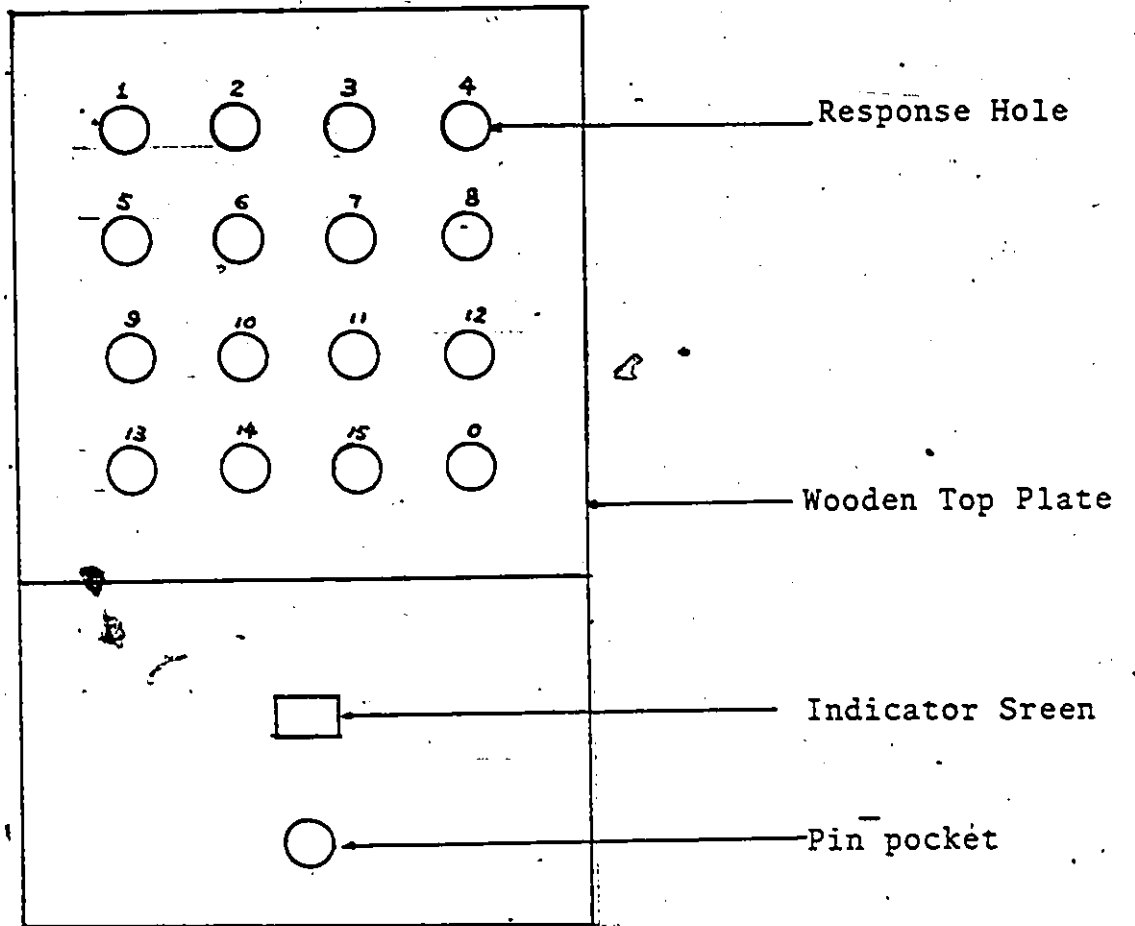 1 2 3 4
Response Hole
5 6 7 8
9 10 11 12
13 14 15 0
Wooden Top Plate
Indicator Sreen
Pin pocket